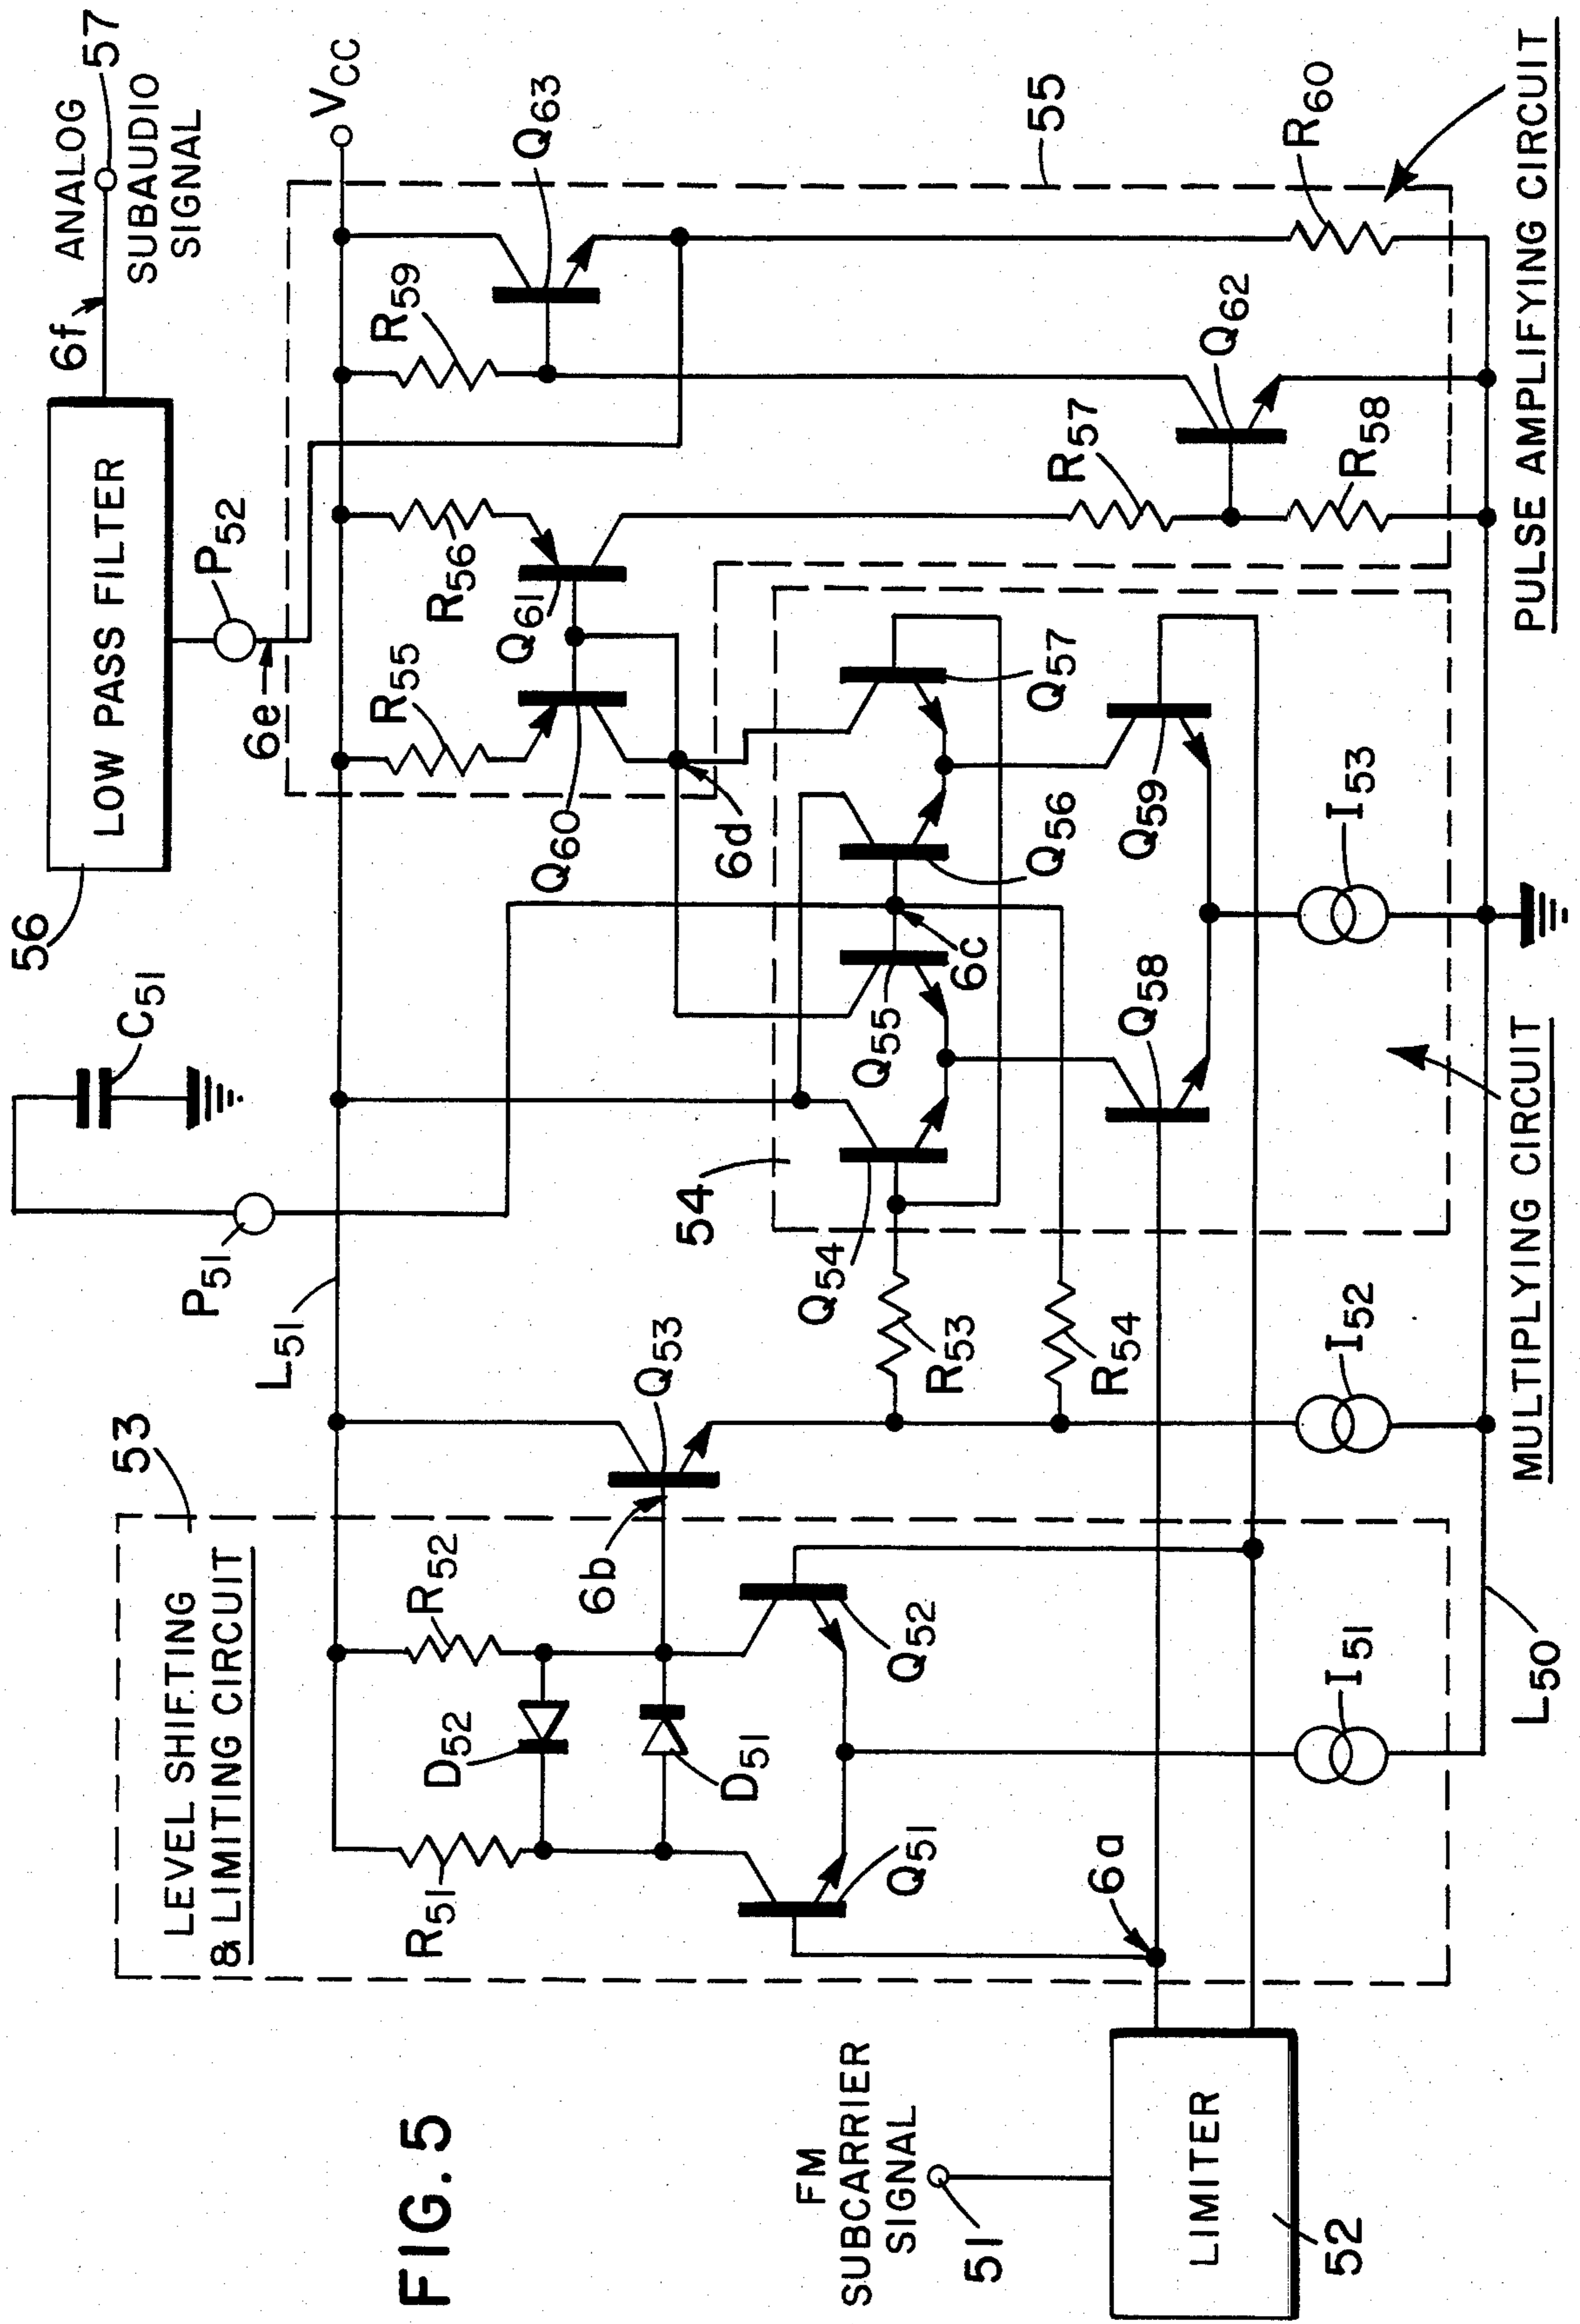 FIG. 5
FM
SUBCARRIER
SIGNAL
51
LIMITER
52
LEVEL SHIFTING
& LIMITING CIRCUIT
53
R51
R52
D52
D51
Q51
Q52
6a
6b
I51
L50
L51
P51
C51
Q53
R53
R54
I52
54
Q54
Q55
6c
Q56
Q57
Q58
Q59
I53
MULTIPLYING CIRCUIT
6d
Q60
R55
Q61
R56
R57
R58
Q62
R59
Q63
R60
55
PULSE AMPLIFYING CIRCUIT
6e
P52
56
LOW PASS FILTER
6f
ANALOG
SUBAUDIO
SIGNAL
57
VCC